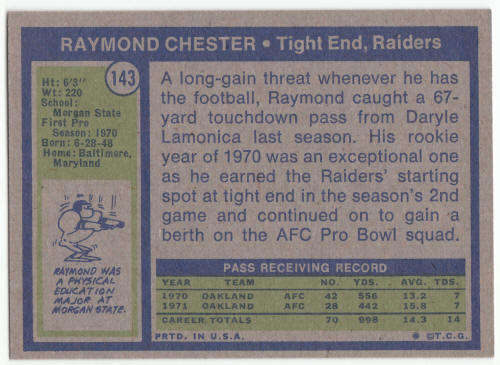 RAYMOND CHESTER • Tight End, Raiders
143
Ht: 6'3"
Wt: 220
School:
Morgan State
First Pro
Season: 1970
Born: 6-28-48
Home: Baltimore,
Maryland
RAYMOND WAS
A PHYSICAL
EDUCATION
MAJOR AT
MORGAN STATE.
A long-gain threat whenever he has
the football, Raymond caught a 67-
yard touchdown pass from Daryle
Lamonica last season. His rookie
year of 1970 was an exceptional one
as he earned the Raiders' starting
spot at tight end in the season's 2nd
game and continued on to gain a
berth on the AFC Pro Bowl squad.
PASS RECEIVING RECORD
YEAR TEAM NO. YDS. AVG. TDS.
1970 OAKLAND AFC 42 556 13.2 7
1971 OAKLAND AFC 28 442 15.8 7
CAREER TOTALS 70 998 14.3 14
PRTD. IN U.S.A. * ©T.C.G.